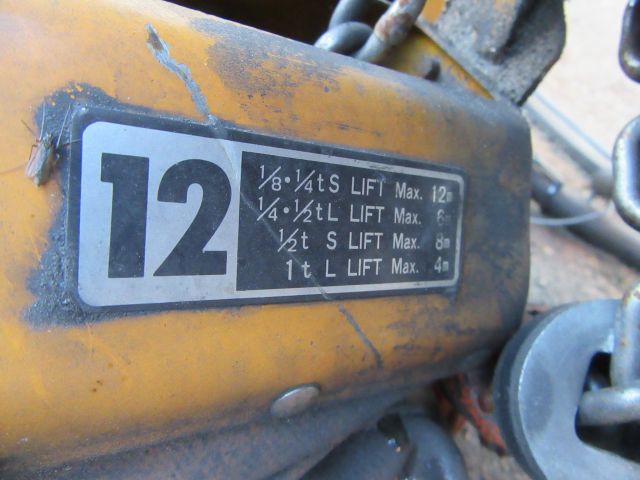 12
1/8・1/4t S LIFT Max. 12m
1/4・1/2t L LIFT Max. 6m
1/2t S LIFT Max. 8m
1t L LIFT Max. 4m